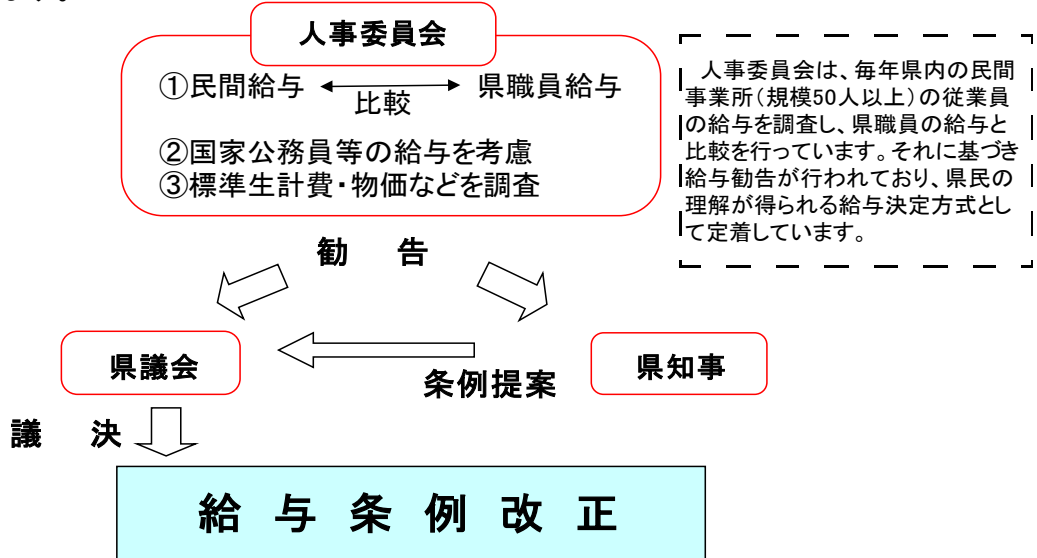 人事委員会
①民間給与 県職員給与
比較
②国家公務員等の給与を考慮
③標準生計費・物価などを調査
人事委員会は、毎年県内の民間
事業所(規模50人以上)の従業員
の給与を調査し、県職員の給与と
比較を行っています。それに基づき
給与勧告が行われており、県民の
理解が得られる給与決定方式とし
て定着しています。
勧 告
県議会
県知事
条例提案
議 決
給 与 条 例 改 正